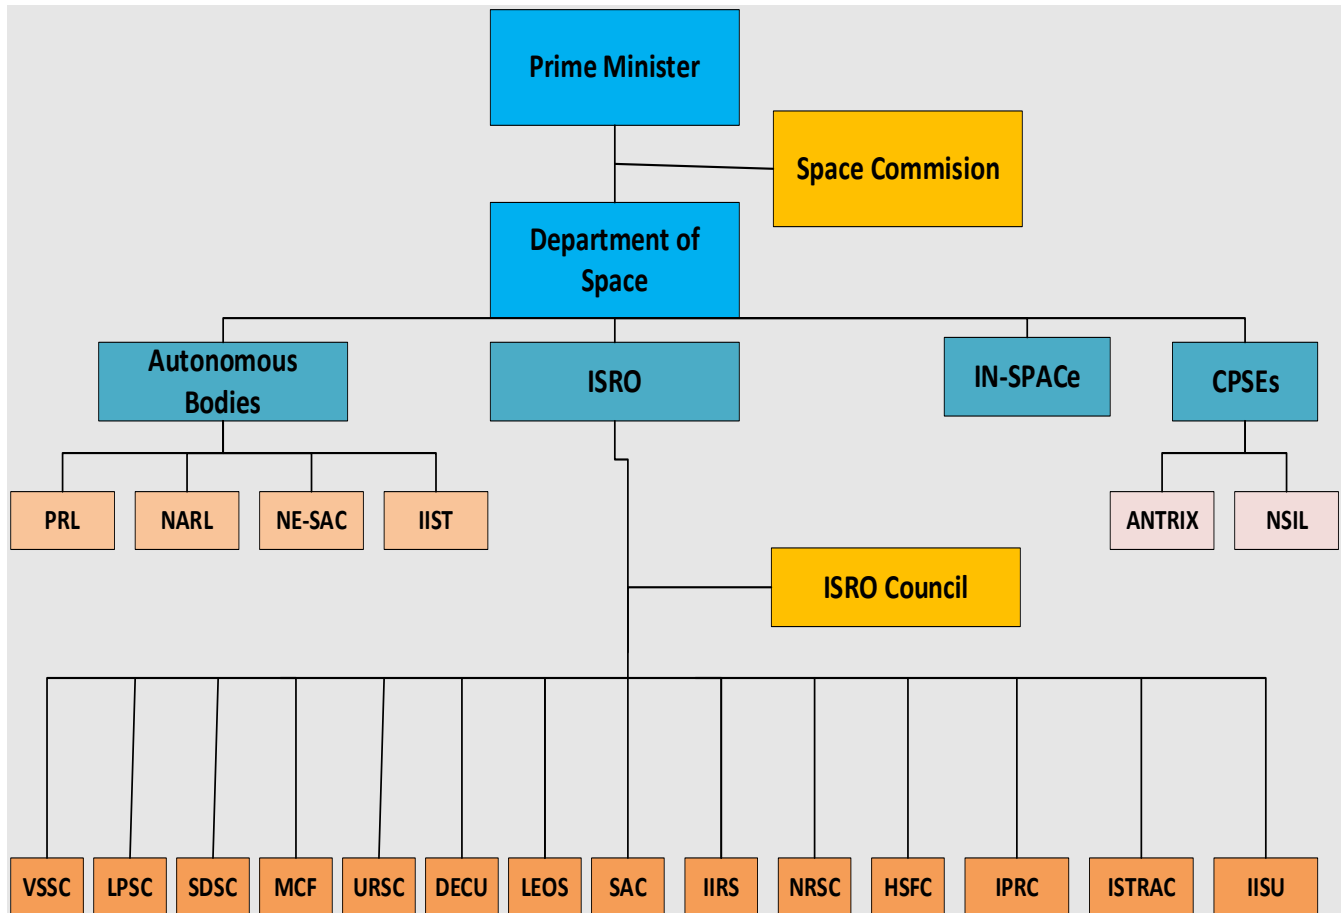 Prime Minister
Space Commision
Department of
Space
Autonomous
Bodies
ISRO
IN-SPACe
CPSEs
PRL
NARL
NE-SAC
IIST
ANTRIX
NSIL
ISRO Council
VSSC
LPSC
SDSC
MCF
URSC
DECU
LEOS
SAC
IIRS
NRSC
HSFC
IPRC
ISTRAC
IISU